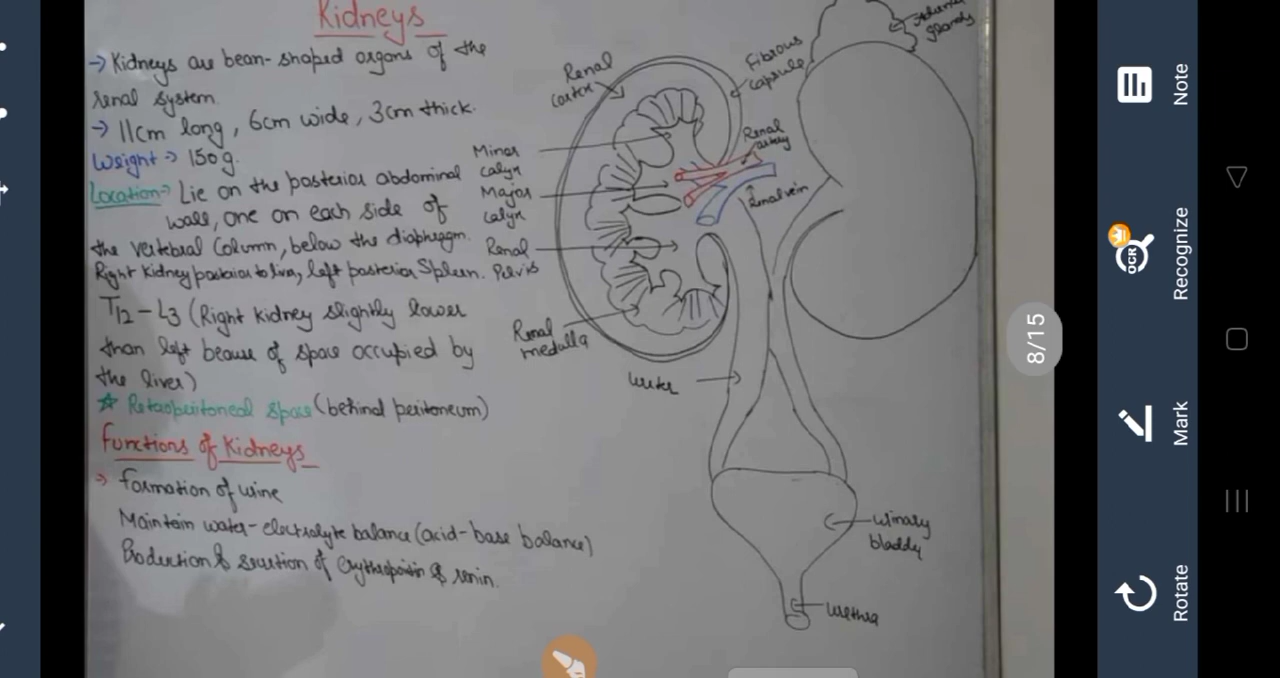 Kidneys
→ Kidneys are bean-shaped organs of the
renal system.
→ 11cm long, 6cm wide, 3cm thick.
Weight → 150g.
Location → Lie on the posterior abdominal
wall, one on each side of
the vertebral column, below the diaphragm.
Right kidney posterior to liver, left posterior Spleen.
T12 - L3 (Right kidney slightly lower
than left because of space occupied by
the liver)
☆ Retroperitoneal space (behind peritoneum)
Functions of Kidneys
→ Formation of urine
Maintain water-electrolyte balance (acid-base balance)
Production & secretion of Erythropoietin & renin.
Renal
cortex
Fibrous
capsule
Adrenal
glands
Minor
calyx
Major
calyx
Renal
Pelvis
Renal
medulla
Renal
artery
Renal vein
Ureter
Urinary
bladdy
Urethra
8/15
Note
OCR
Recognize
Mark
Rotate